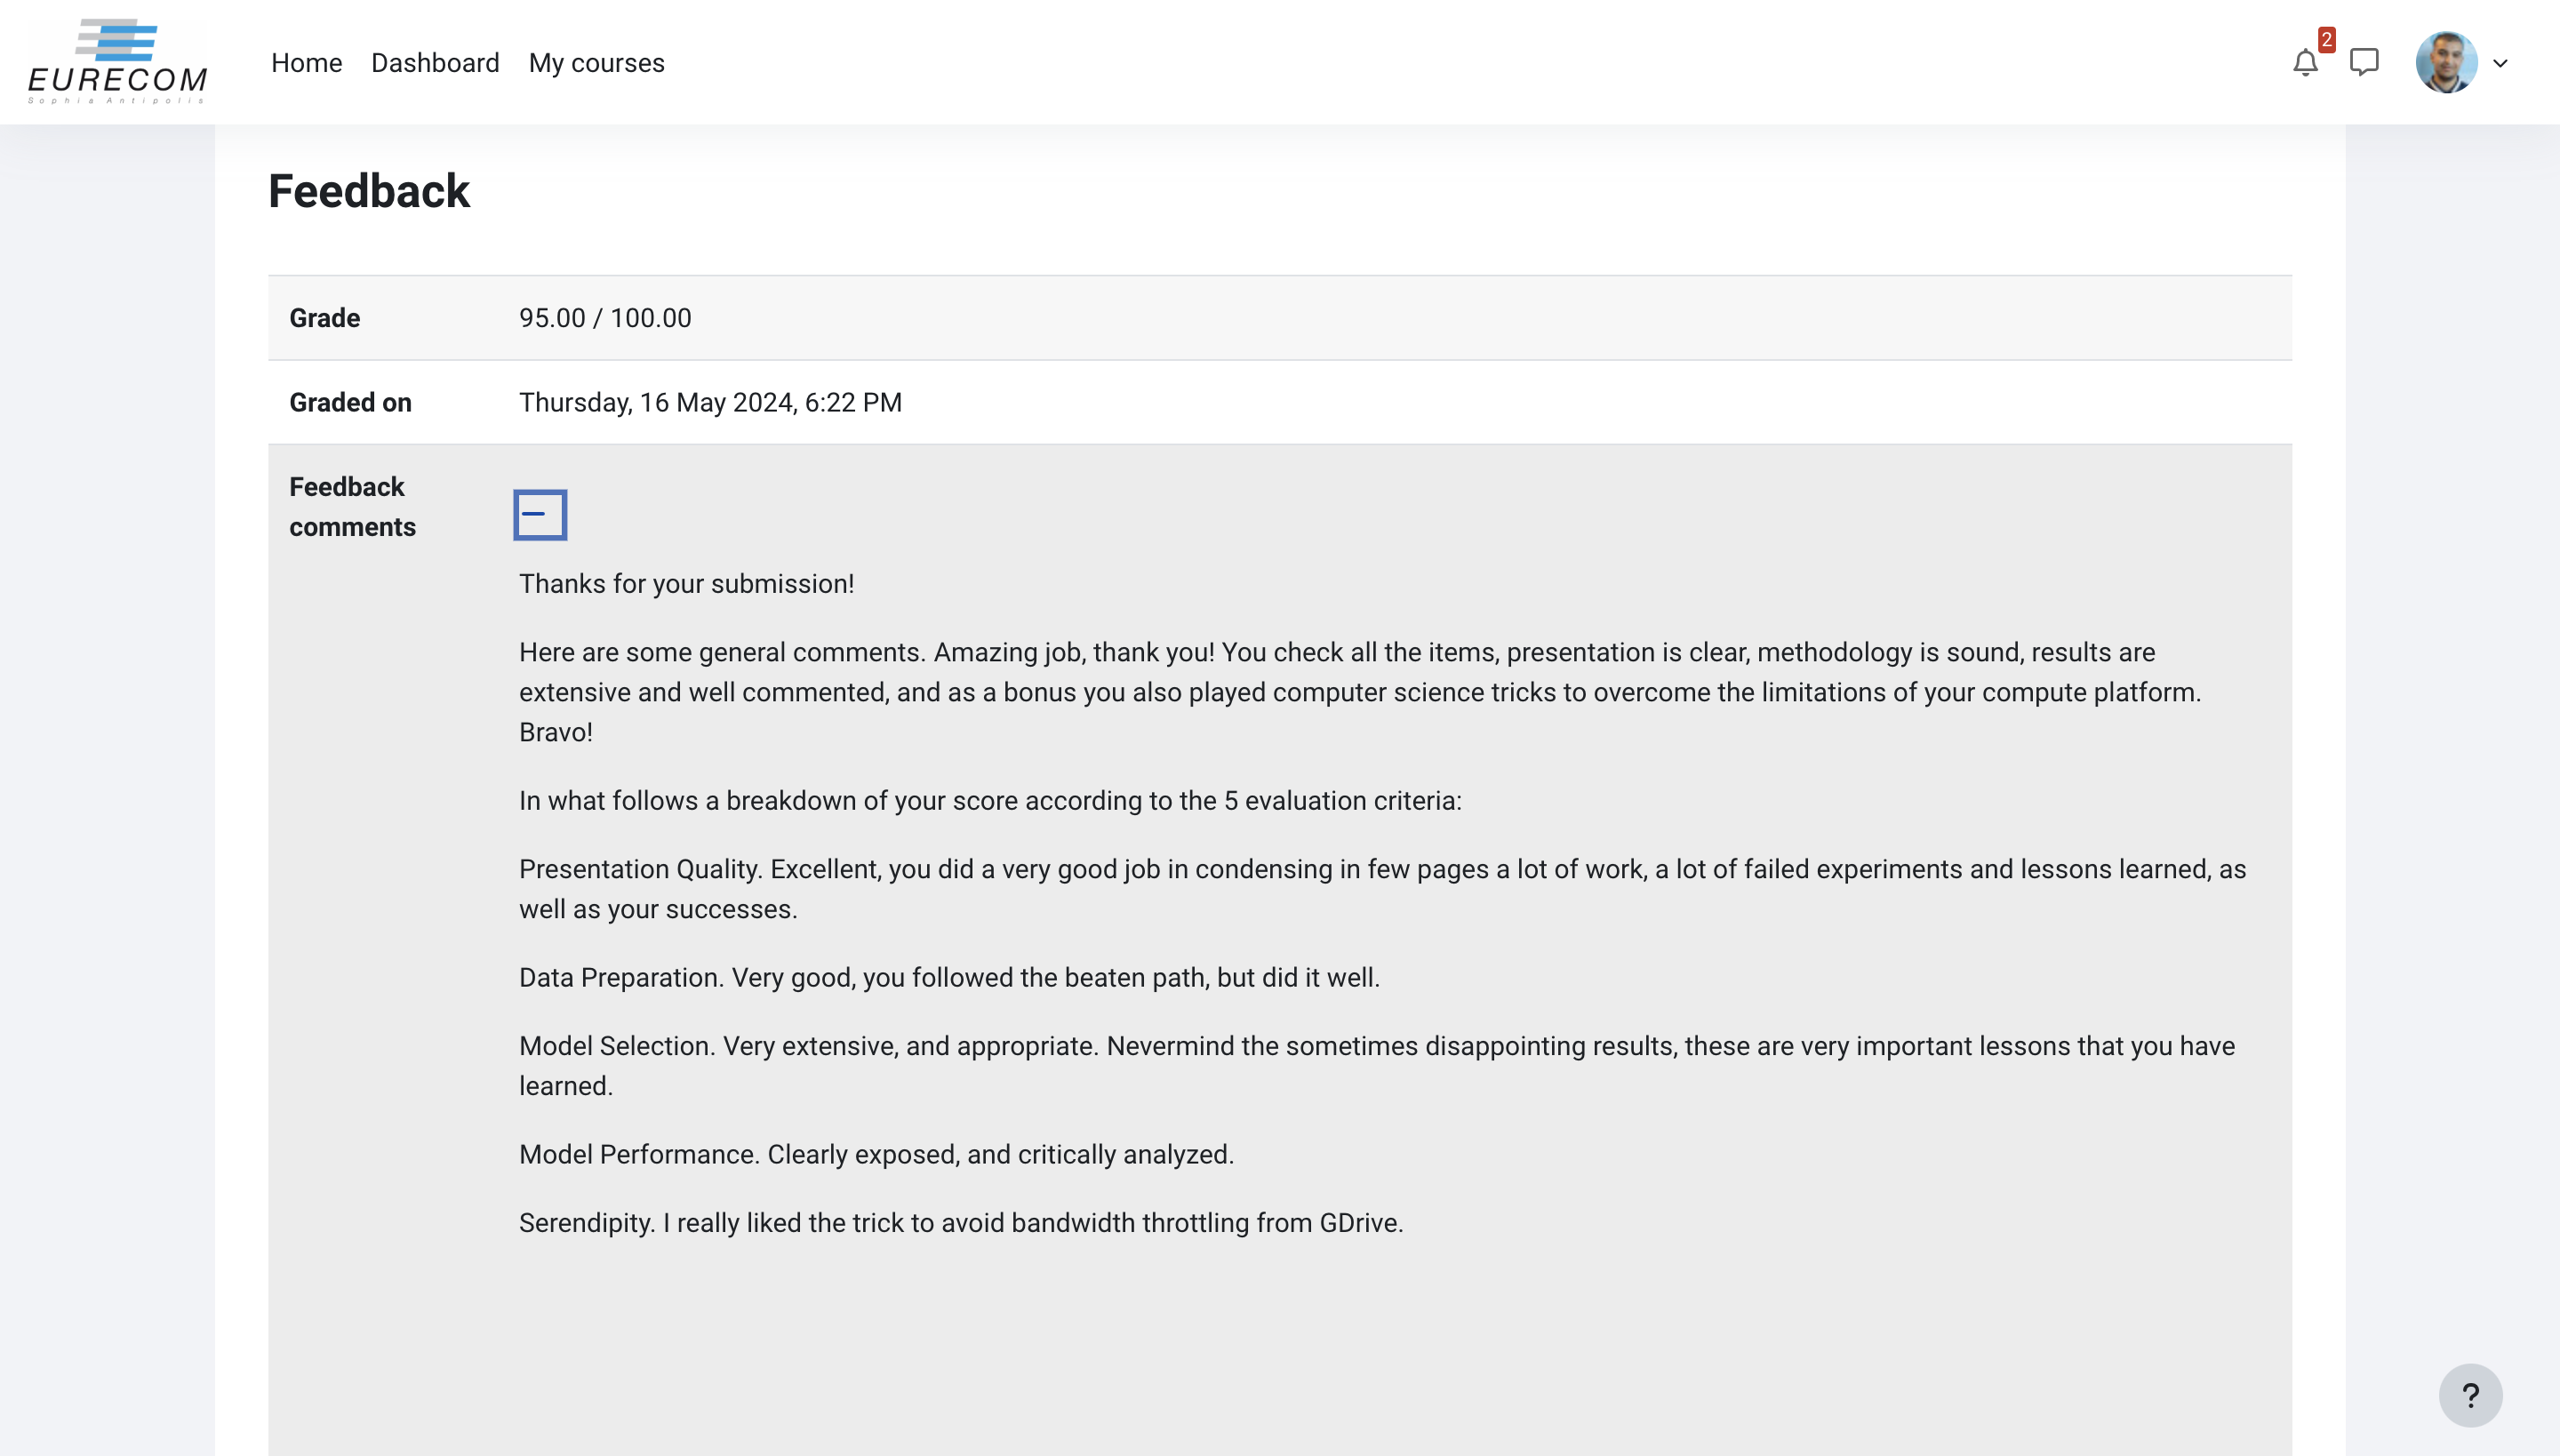 EURECOM
Sophia Antipolis
Home Dashboard My courses
2
Feedback
Grade 95.00 / 100.00
Graded on Thursday, 16 May 2024, 6:22 PM
Feedback
comments
Thanks for your submission!
Here are some general comments. Amazing job, thank you! You check all the items, presentation is clear, methodology is sound, results are
extensive and well commented, and as a bonus you also played computer science tricks to overcome the limitations of your compute platform.
Bravo!
In what follows a breakdown of your score according to the 5 evaluation criteria:
Presentation Quality. Excellent, you did a very good job in condensing in few pages a lot of work, a lot of failed experiments and lessons learned, as
well as your successes.
Data Preparation. Very good, you followed the beaten path, but did it well.
Model Selection. Very extensive, and appropriate. Nevermind the sometimes disappointing results, these are very important lessons that you have
learned.
Model Performance. Clearly exposed, and critically analyzed.
Serendipity. I really liked the trick to avoid bandwidth throttling from GDrive.
?